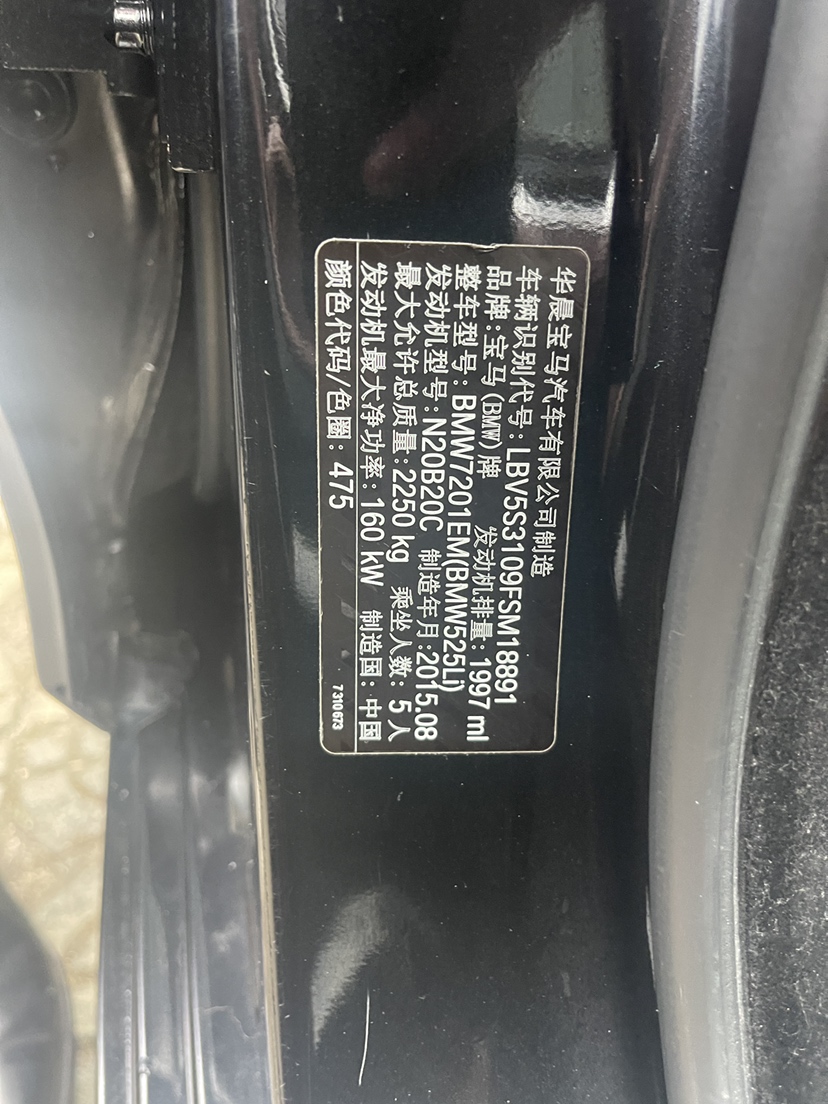 华晨宝马汽车有限公司制造
车辆识别代号: LBV5S3109FSM18891
品牌:宝马(BMW)牌 发动机排量: 1997 ml
整车型号: BMW7201EM(BMW525Li)
发动机型号:N20B20C 制造年月:2015.08
最大允许总质量:2250 kg 乘坐人数: 5 人
发动机最大净功率: 160 kW 制造国: 中国
颜色代码/色圈: 475 7 310 673